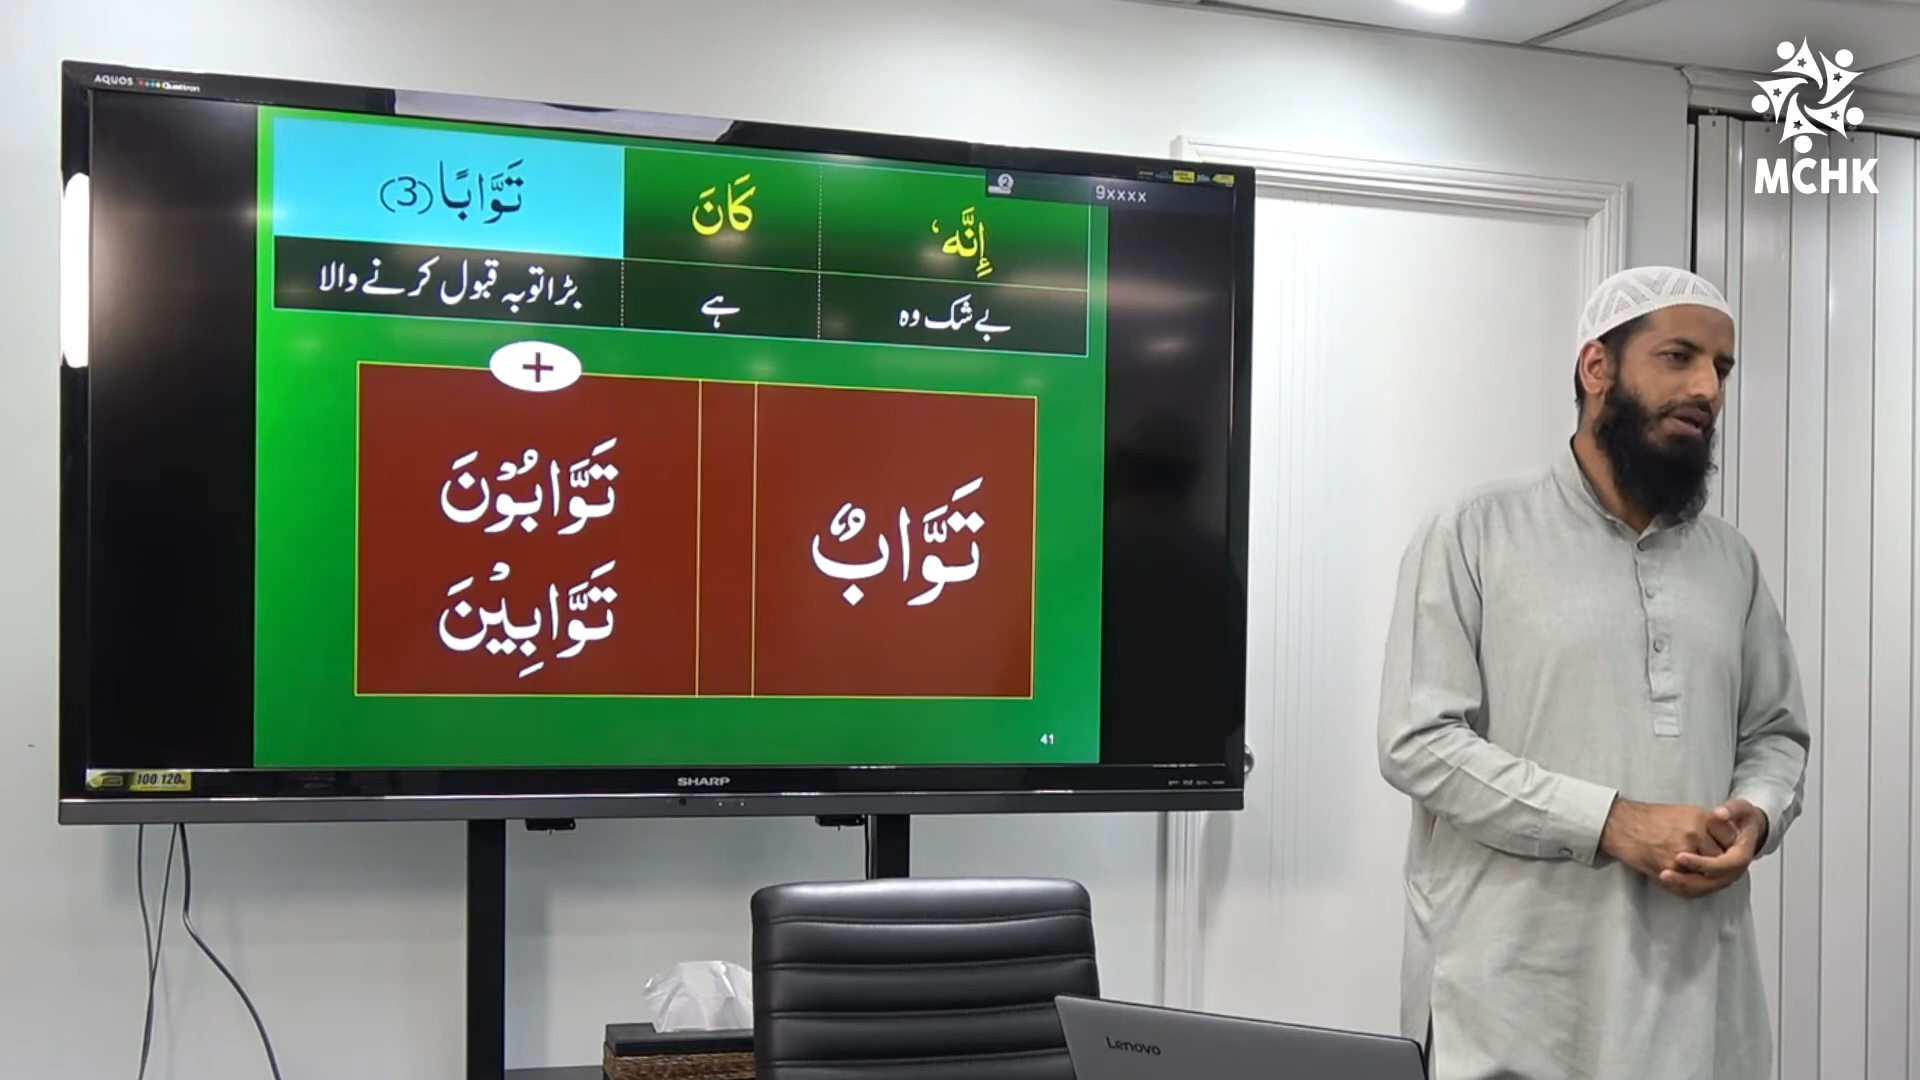 AQUOS Quattron
MCHK
9xxxx
إِنَّه، كَانَ تَوَّابًا (3)
بے شک وہ ہے بڑا توبہ قبول کرنے والا
+
تَوَّابٌ تَوَّابُوْنَ
تَوَّابِيْنَ
41
100 120
SHARP
Lenovo